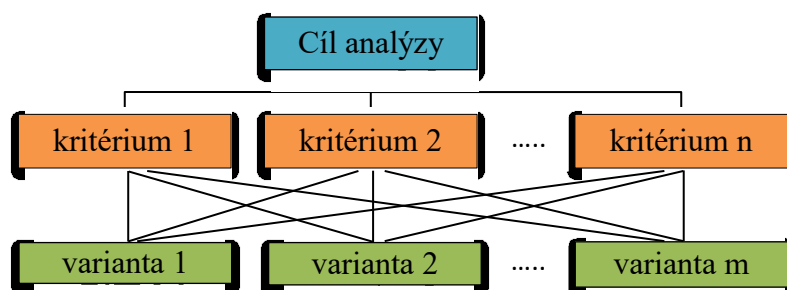 Cíl analýzy
kritérium 1 kritérium 2 ..... kritérium n
varianta 1 varianta 2 ..... varianta m